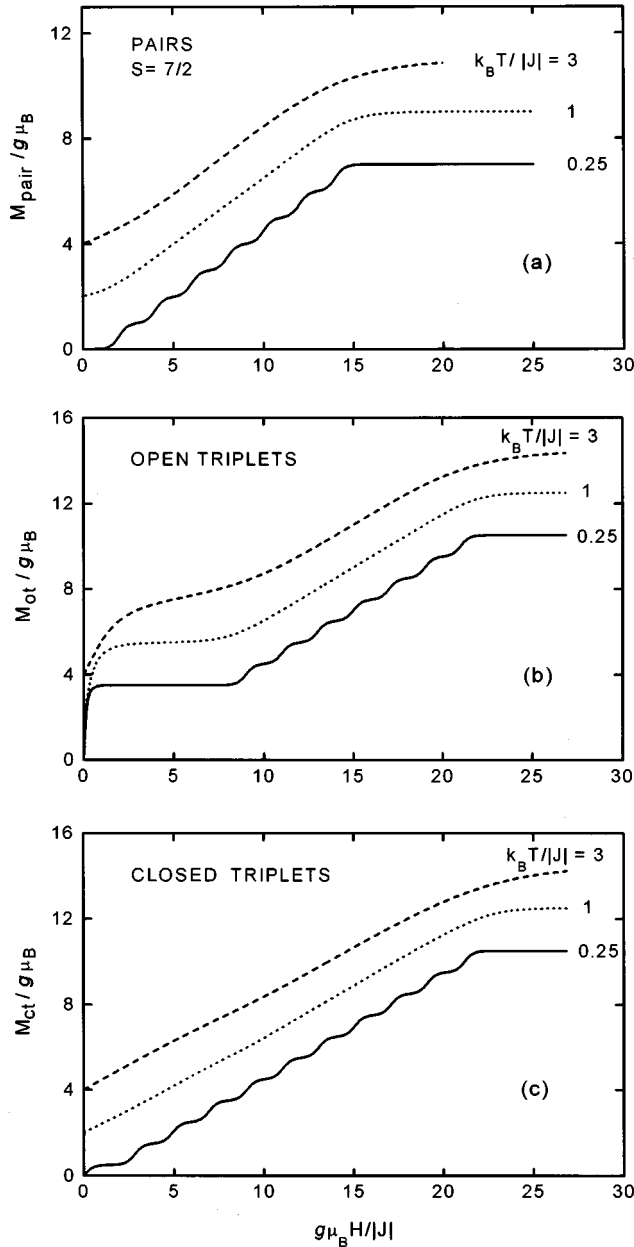 PAIRS
S= 7/2
k_BT/|J| = 3
1
0.25
(a)
M_pair / gμ_B
12
8
4
0
0 5 10 15 20 25 30
OPEN TRIPLETS
k_BT/|J| = 3
1
0.25
(b)
M_ot / gμ_B
16
12
8
4
0
0 5 10 15 20 25 30
CLOSED TRIPLETS
k_BT/|J| = 3
1
0.25
(c)
M_ct / gμ_B
16
12
8
4
0
0 5 10 15 20 25 30
gμ_BH/|J|